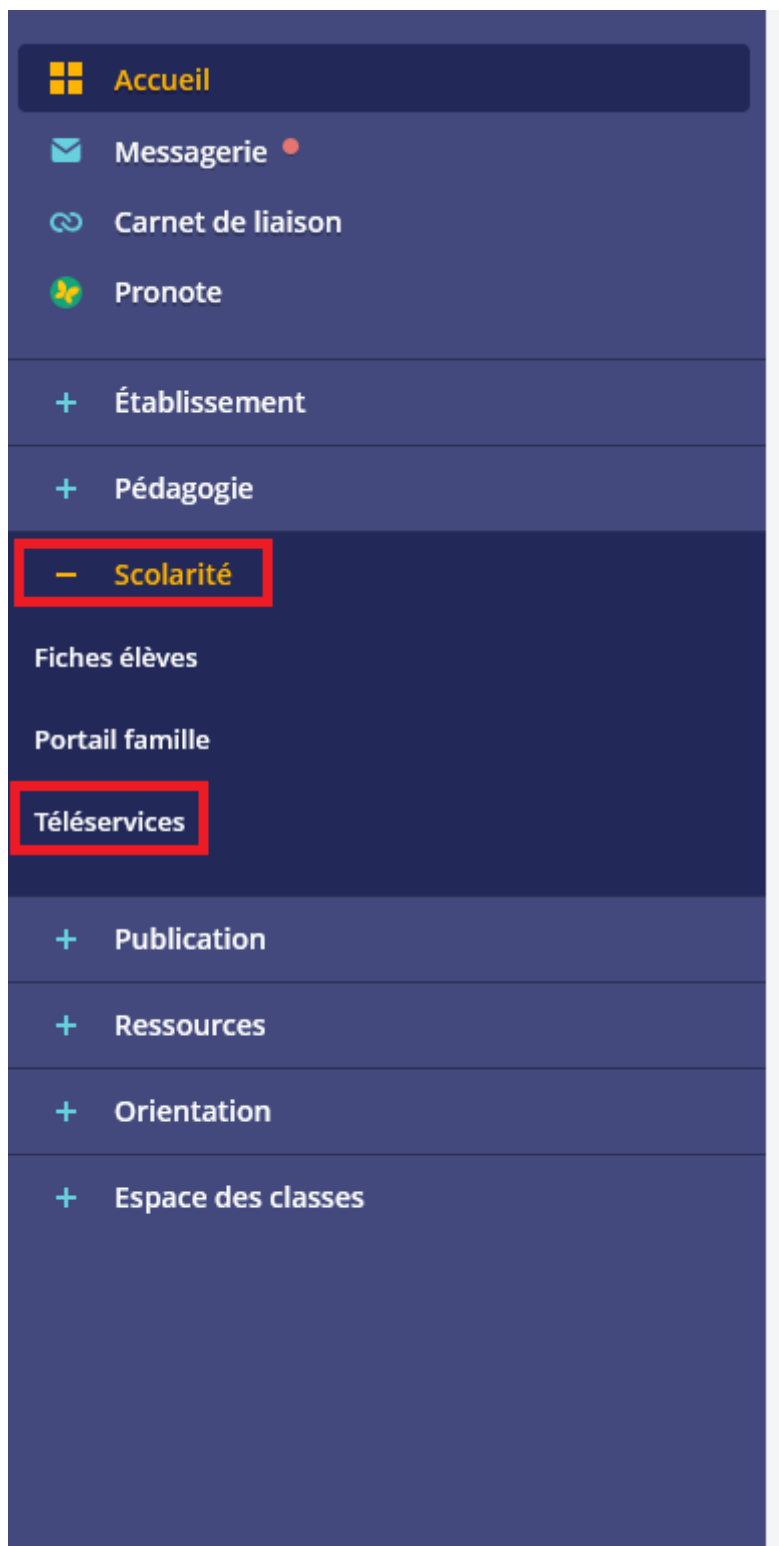 Accueil
Messagerie
Carnet de liaison
Pronote
+ Établissement
+ Pédagogie
– Scolarité
Fiches élèves
Portail famille
Téléservices
+ Publication
+ Ressources
+ Orientation
+ Espace des classes